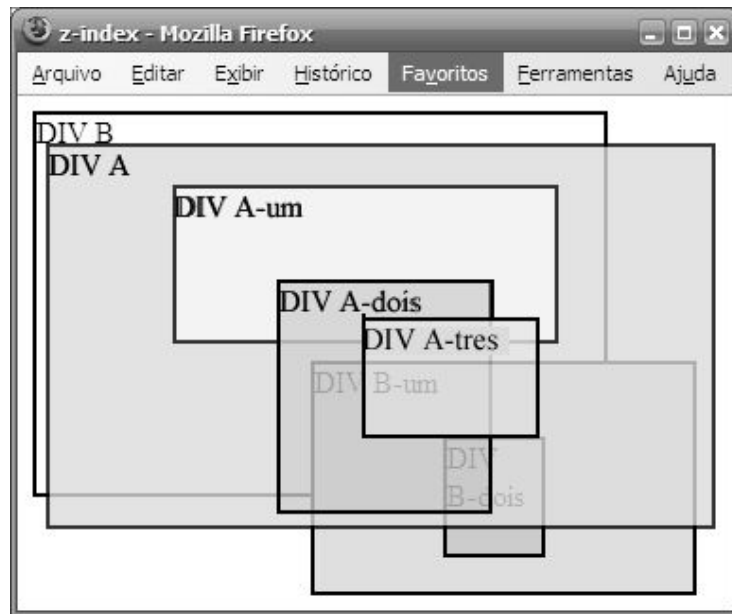 z-index - Mozilla Firefox
Arquivo Editar Exibir Histórico Favoritos Ferramentas Ajuda
DIV B
DIV A
DIV A-um
DIV A-dois
DIV A-tres
DIV B-um
DIV
B-dois